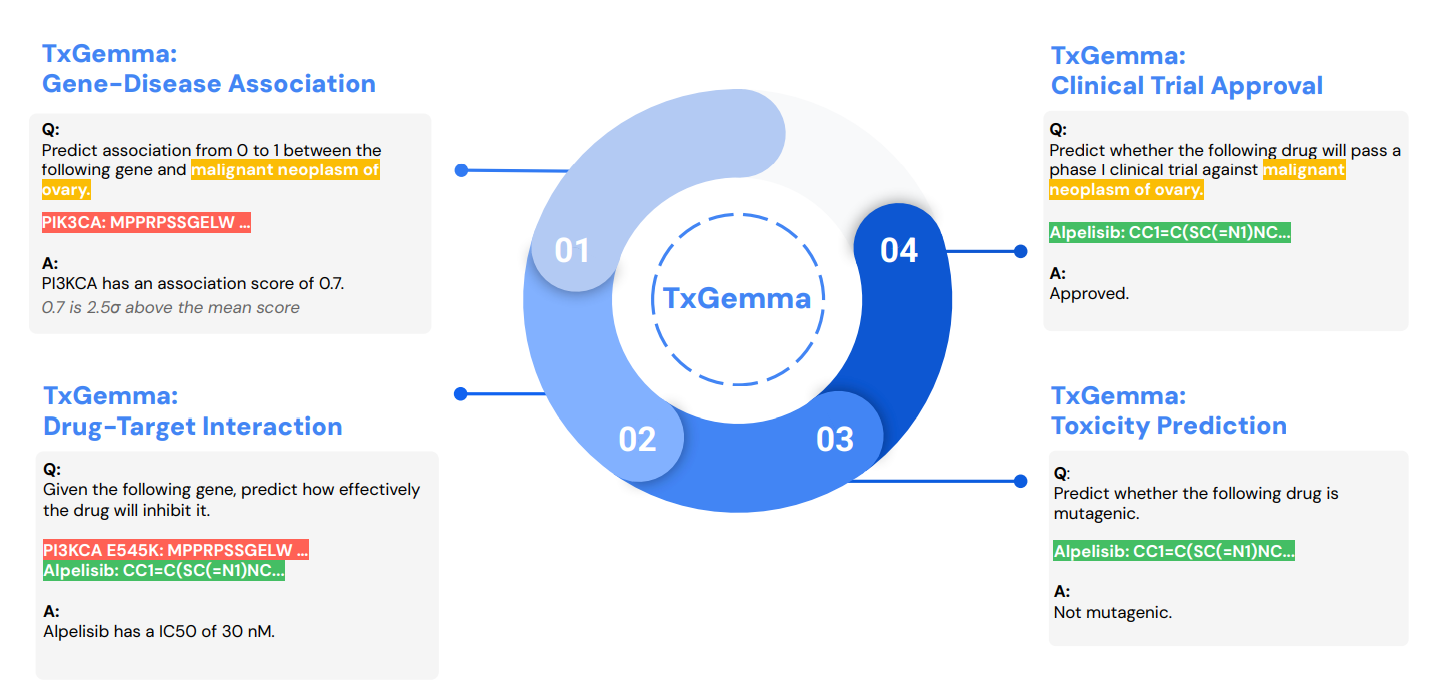 TxGemma:
Gene-Disease Association
Q:
Predict association from 0 to 1 between the
following gene and malignant neoplasm of
ovary.
PIK3CA: MPPRPSSGELW ...
A:
PI3KCA has an association score of 0.7.
0.7 is 2.5σ above the mean score
TxGemma:
Drug-Target Interaction
Q:
Given the following gene, predict how effectively
the drug will inhibit it.
PI3KCA E545K: MPPRPSSGELW ...
Alpelisib: CC1=C(SC(=N1)NC...
A:
Alpelisib has a IC50 of 30 nM.
01
02
03
04
TxGemma
TxGemma:
Clinical Trial Approval
Q:
Predict whether the following drug will pass a
phase I clinical trial against malignant
neoplasm of ovary.
Alpelisib: CC1=C(SC(=N1)NC...
A:
Approved.
TxGemma:
Toxicity Prediction
Q:
Predict whether the following drug is
mutagenic.
Alpelisib: CC1=C(SC(=N1)NC...
A:
Not mutagenic.